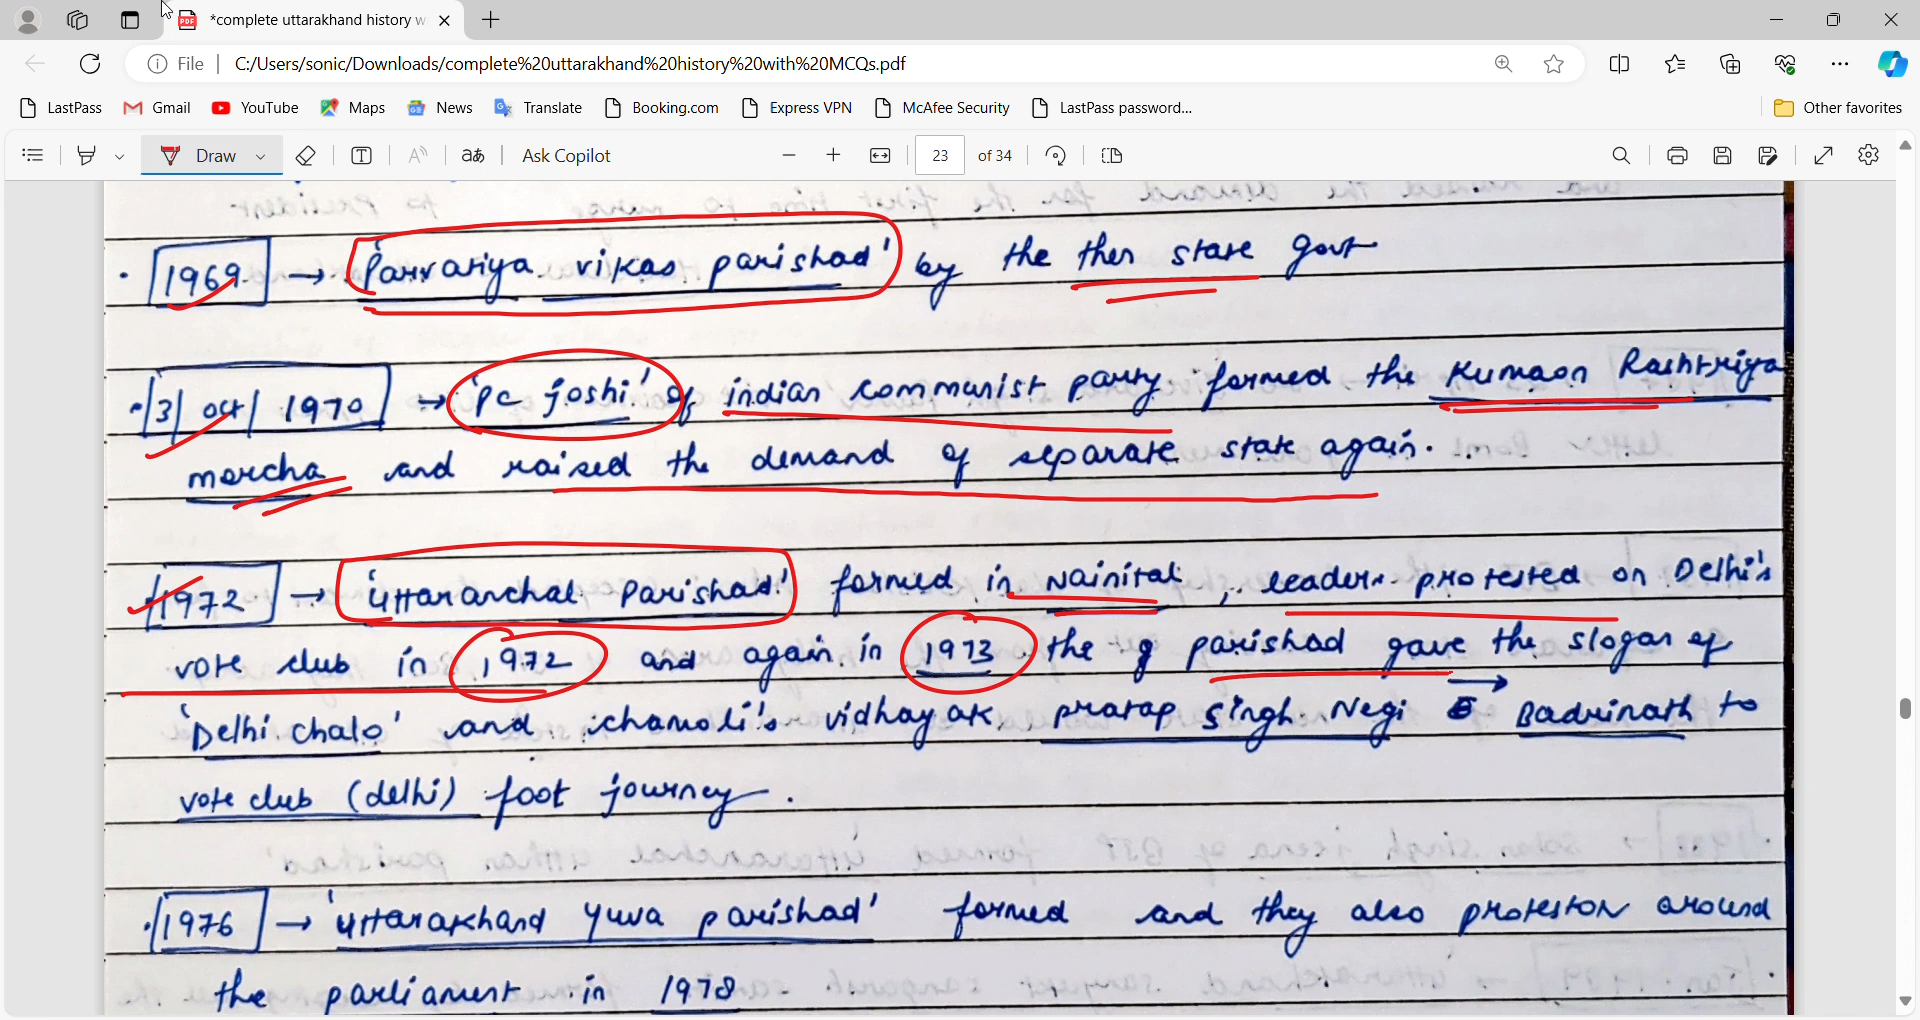 *complete uttarakhand history w
File
C:/Users/sonic/Downloads/complete%20uttarakhand%20history%20with%20MCQs.pdf
LastPass
Gmail
YouTube
Maps
News
Translate
Booking.com
Express VPN
McAfee Security
LastPass password...
Other favorites
Draw
Ask Copilot
23 of 34
· 1969 → 'Parvatiya vikas parishad' by the then state govt
· 3 oct 1970 → 'pc joshi' of indian communist party formed the Kumaon Rashtriya
morcha and raised the demand of separate state again.
· 1972 → 'Uttaranchal Parishad' formed in Nainital, leaders protested on Delhi's
vote club in 1972 and again in 1973 the parishad gave the slogan of
'Delhi chalo' and chamoli's vidhayak pratap singh Negi Badrinath to
vote club (delhi) foot journey.
· 1976 → 'Uttarakhand Yuva parishad' formed and they also protest around
the parliament in 1978